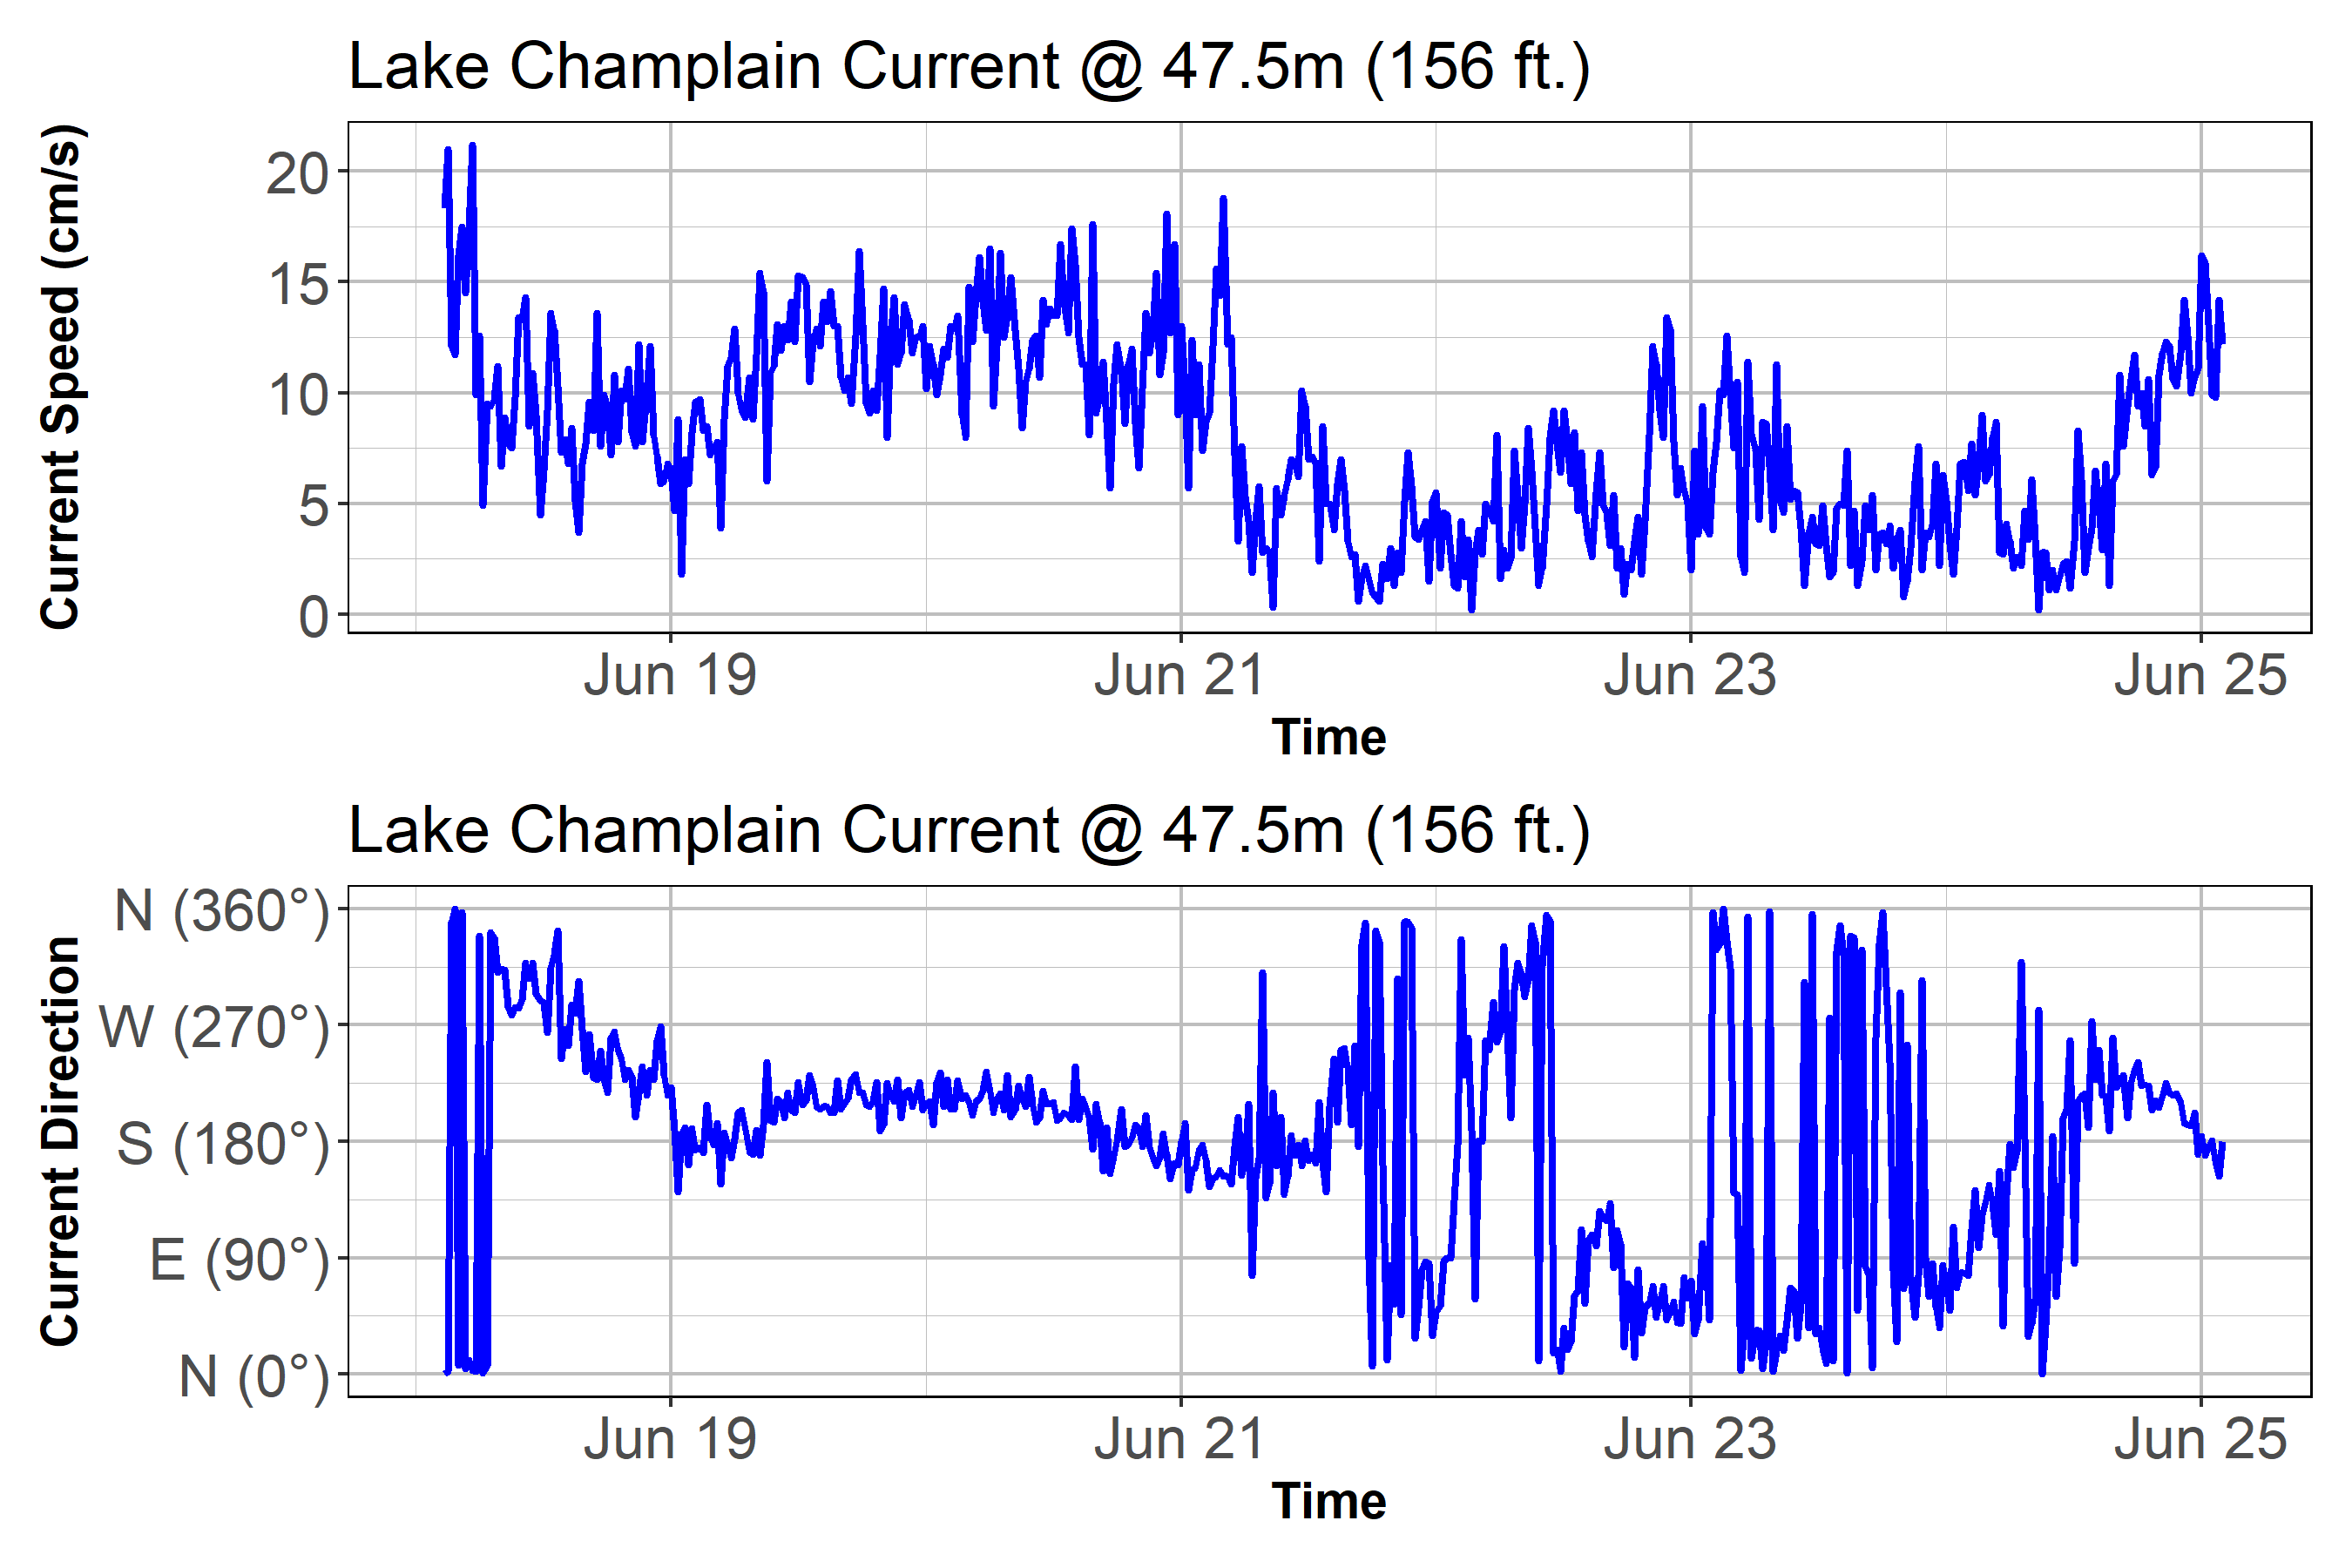 Lake Champlain Current @ 47.5m (156 ft.)
Current Speed (cm/s)
20
15
10
5
0
Jun 19 Jun 21 Jun 23 Jun 25
Time
Lake Champlain Current @ 47.5m (156 ft.)
Current Direction
N (360°)
W (270°)
S (180°)
E (90°)
N (0°)
Jun 19 Jun 21 Jun 23 Jun 25
Time